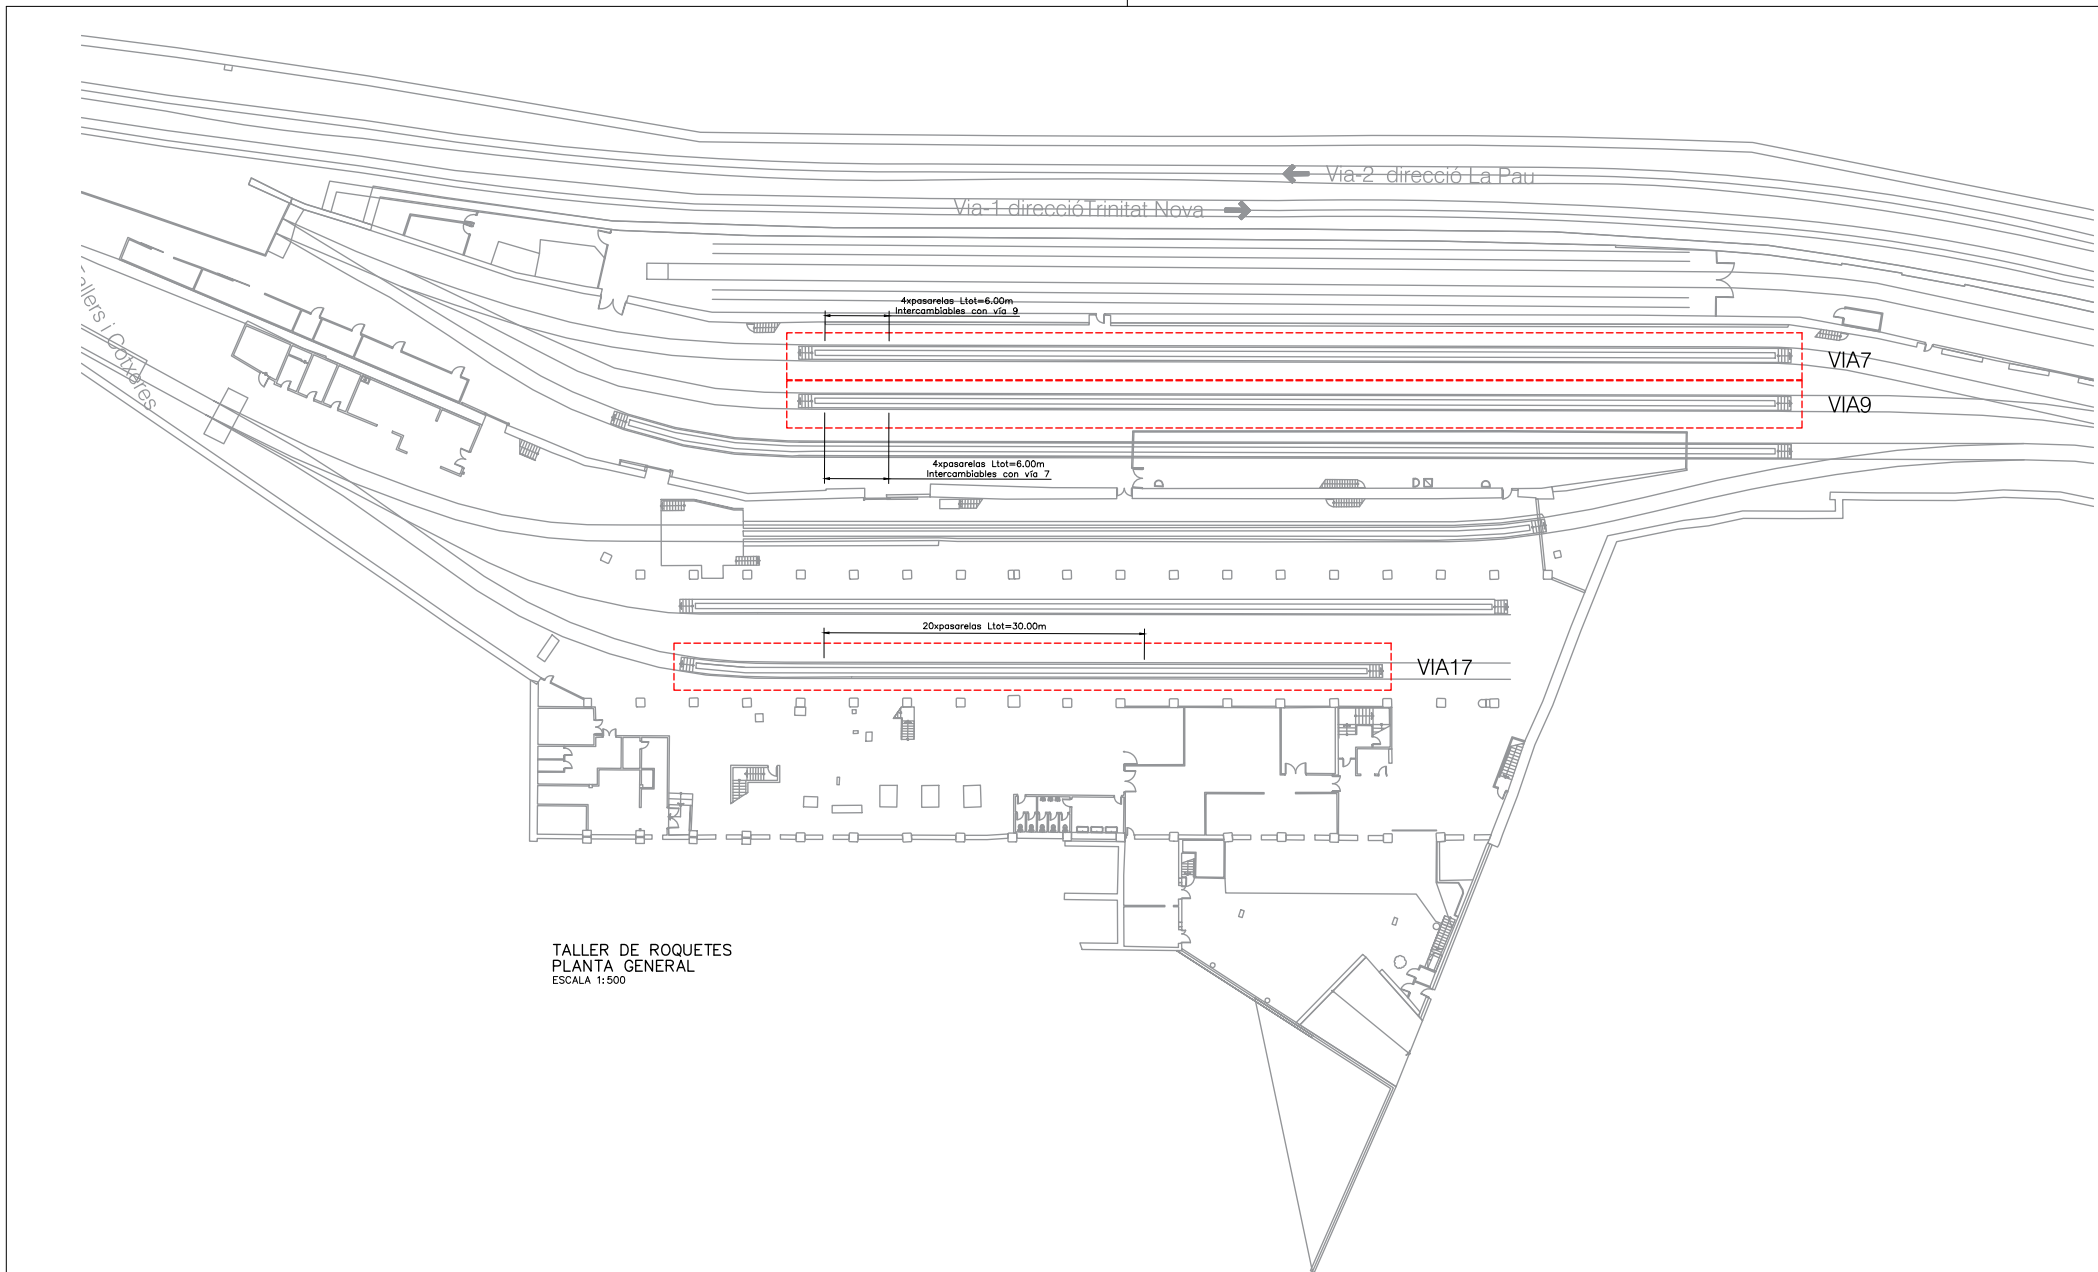 Via-2 direcció La Pau
Via-1 direccióTrinitat Nova
4xpasarelas Ltot=6.00m
Intercambiables con vía 9
VIA7
VIA9
4xpasarelas Ltot=6.00m
Intercambiables con vía 7
Tallers i Cotxeres
20xpasarelas Ltot=30.00m
VIA17
TALLER DE ROQUETES
PLANTA GENERAL
ESCALA 1:500